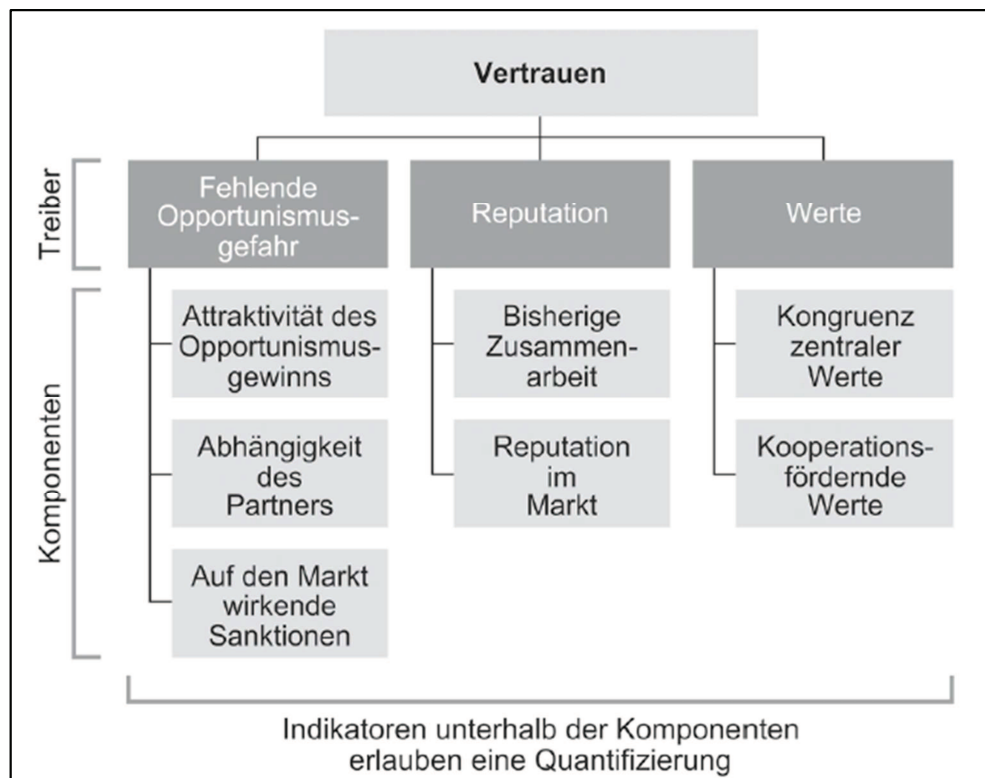 Vertrauen
Treiber
Fehlende
Opportunismus-
gefahr
Reputation
Werte
Komponenten
Attraktivität des
Opportunismus-
gewinns
Bisherige
Zusammen-
arbeit
Kongruenz
zentraler
Werte
Abhängigkeit
des
Partners
Reputation
im
Markt
Kooperations-
fördernde
Werte
Auf den Markt
wirkende
Sanktionen
Indikatoren unterhalb der Komponenten
erlauben eine Quantifizierung